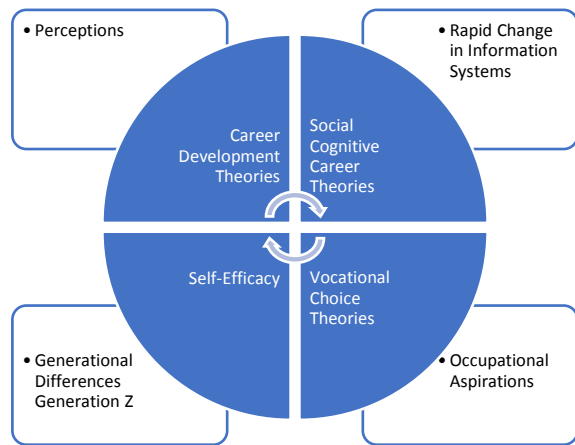 • Perceptions
• Rapid Change
in Information
Systems
Career
Development
Theories
Social
Cognitive
Career
Theories
Self-Efficacy
Vocational
Choice
Theories
• Generational
Differences
Generation Z
• Occupational
Aspirations